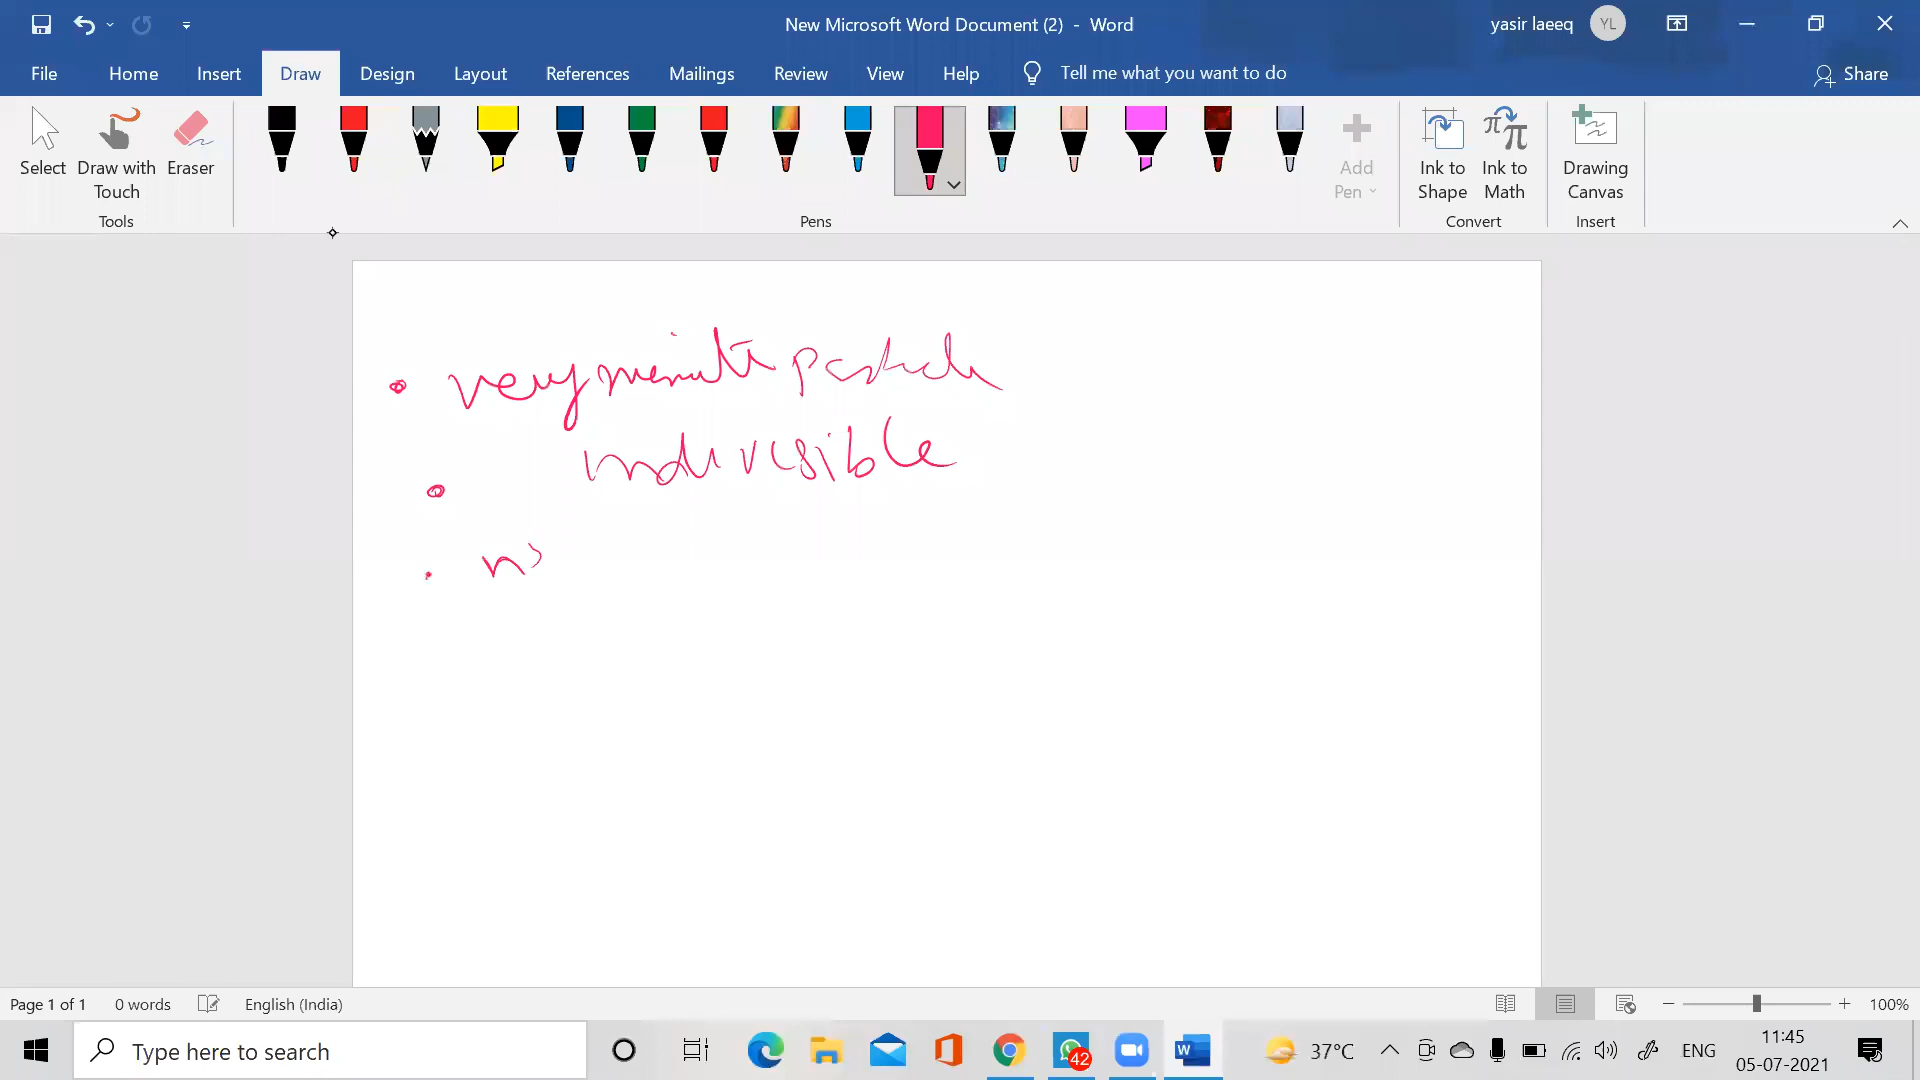 New Microsoft Word Document (2) - Word
yasir laeeq YL
File Home Insert Draw Design Layout References Mailings Review View Help Tell me what you want to do Share
Select Draw with Touch Eraser Add Pen Ink to Shape Ink to Math Drawing Canvas
Tools Pens Convert Insert
• very minute particle
indivisible
•
•
Page 1 of 1 0 words English (India) 100%
Type here to search 42 W 37°C ENG 11:45
05-07-2021